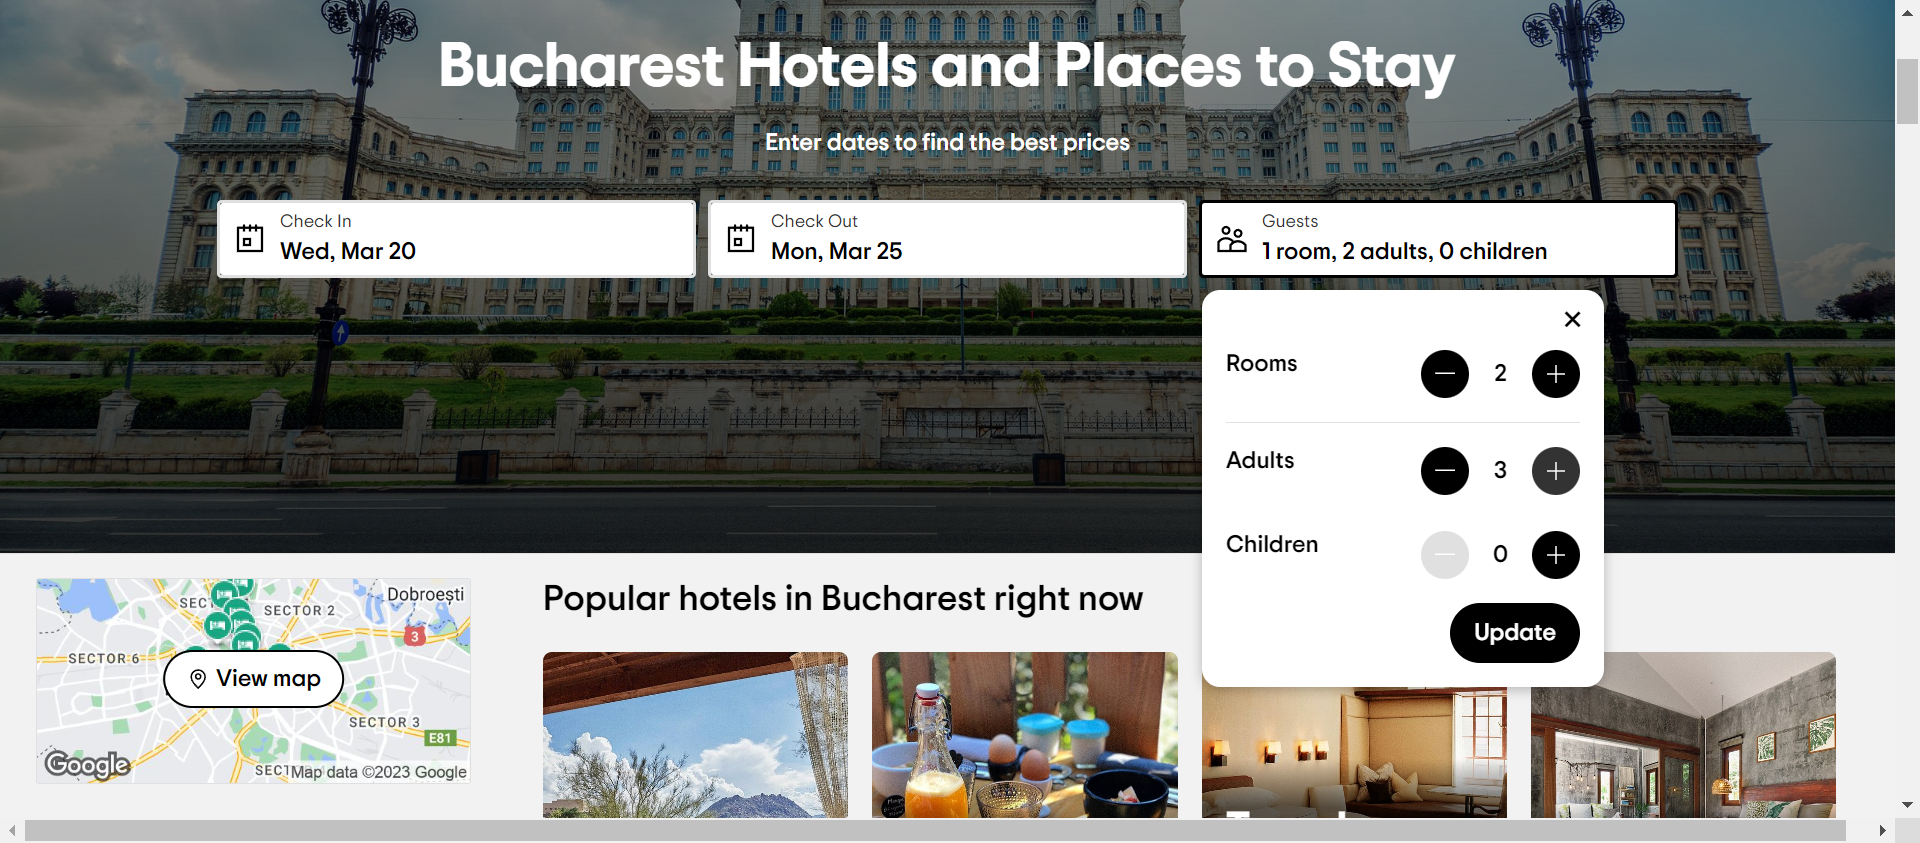 Bucharest Hotels and Places to Stay
Enter dates to find the best prices
Check In
Wed, Mar 20
Check Out
Mon, Mar 25
Guests
1 room, 2 adults, 0 children
Rooms
2
Adults
3
Children
0
Update
Popular hotels in Bucharest right now
Dobroești
SECTOR 2
3
SECTOR 6
View map
SECTOR 3
E81
Google
Map data ©2023 Google